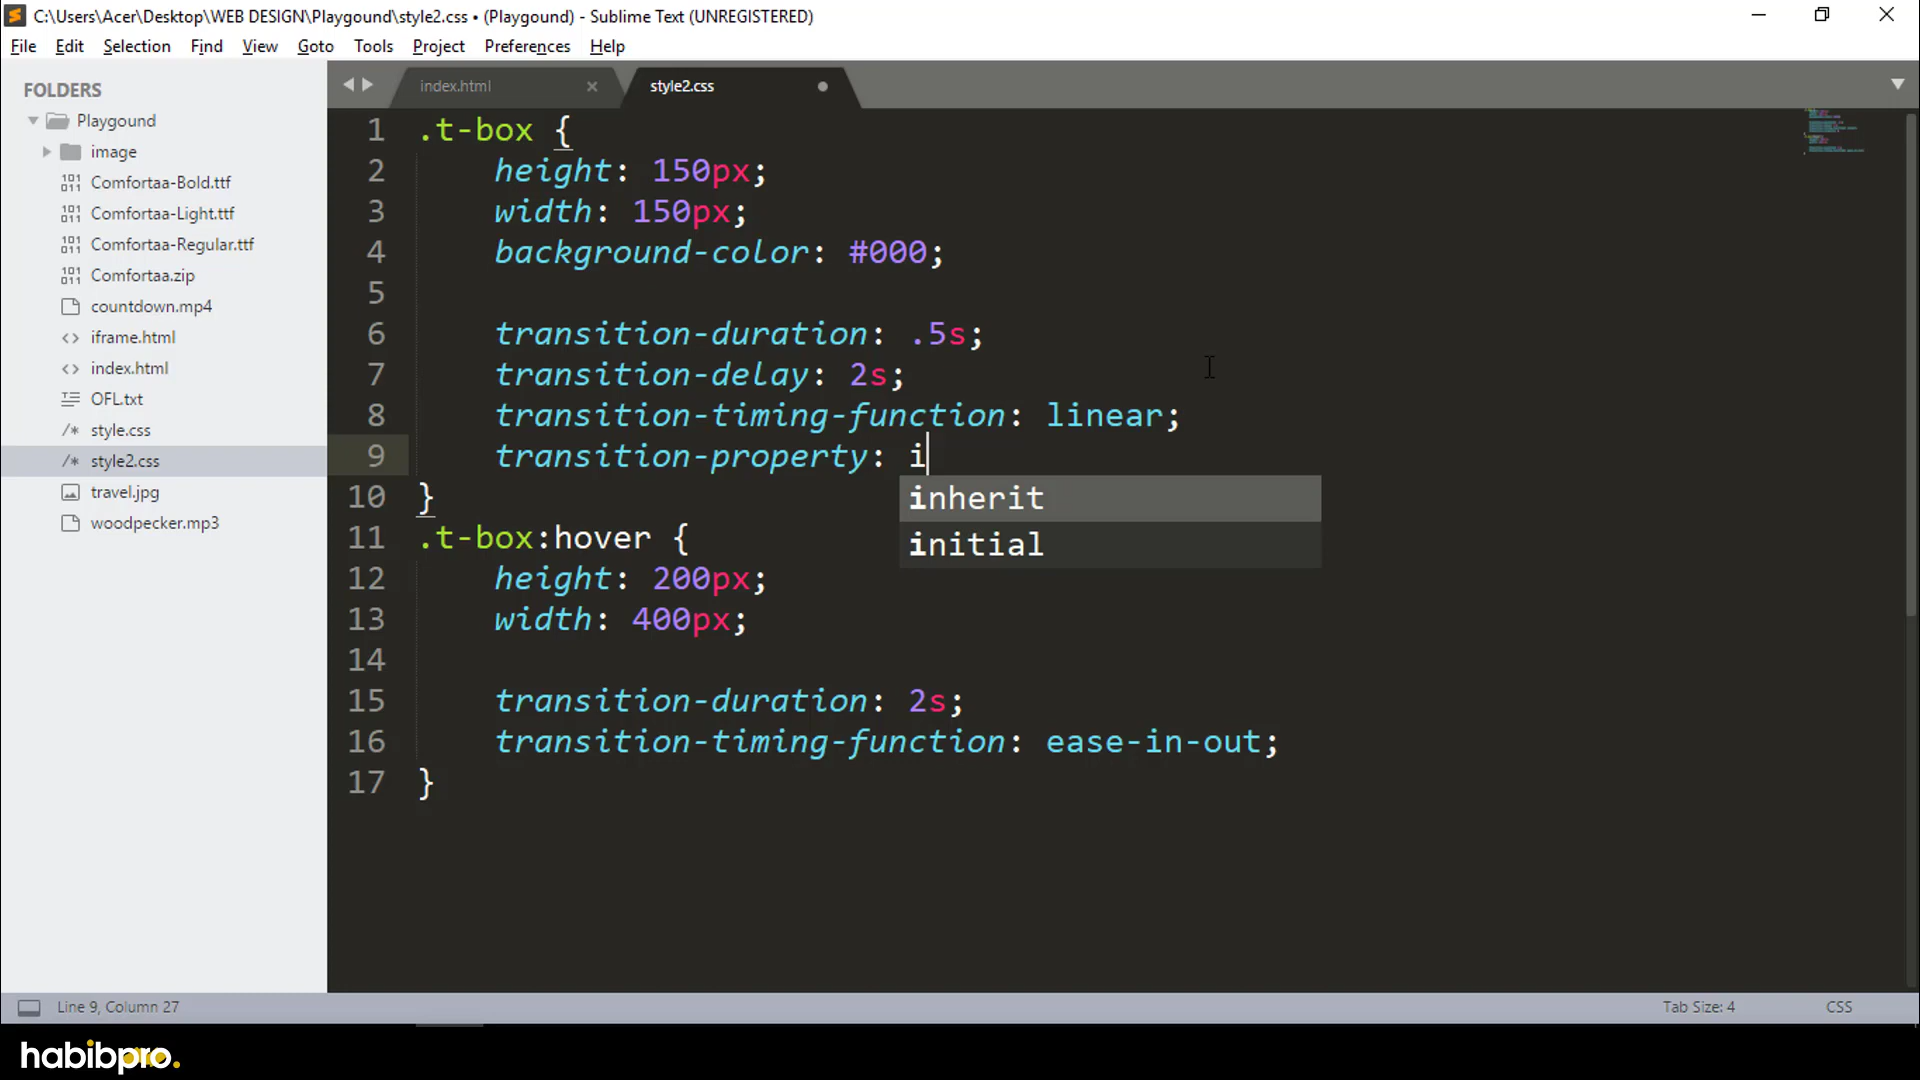 C:\Users\Acer\Desktop\WEB DESIGN\Playgound\style2.css • (Playgound) - Sublime Text (UNREGISTERED)
File Edit Selection Find View Goto Tools Project Preferences Help
FOLDERS
Playgound
image
Comfortaa-Bold.ttf
Comfortaa-Light.ttf
Comfortaa-Regular.ttf
Comfortaa.zip
countdown.mp4
iframe.html
index.html
OFL.txt
style.css
style2.css
travel.jpg
woodpecker.mp3
index.html
style2.css
1 .t-box {
2 height: 150px;
3 width: 150px;
4 background-color: #000;
5
6 transition-duration: .5s;
7 transition-delay: 2s;
8 transition-timing-function: linear;
9 transition-property: i
inherit
initial
10 }
11 .t-box:hover {
12 height: 200px;
13 width: 400px;
14
15 transition-duration: 2s;
16 transition-timing-function: ease-in-out;
17 }
Line 9, Column 27
Tab Size: 4
CSS
habibpro.